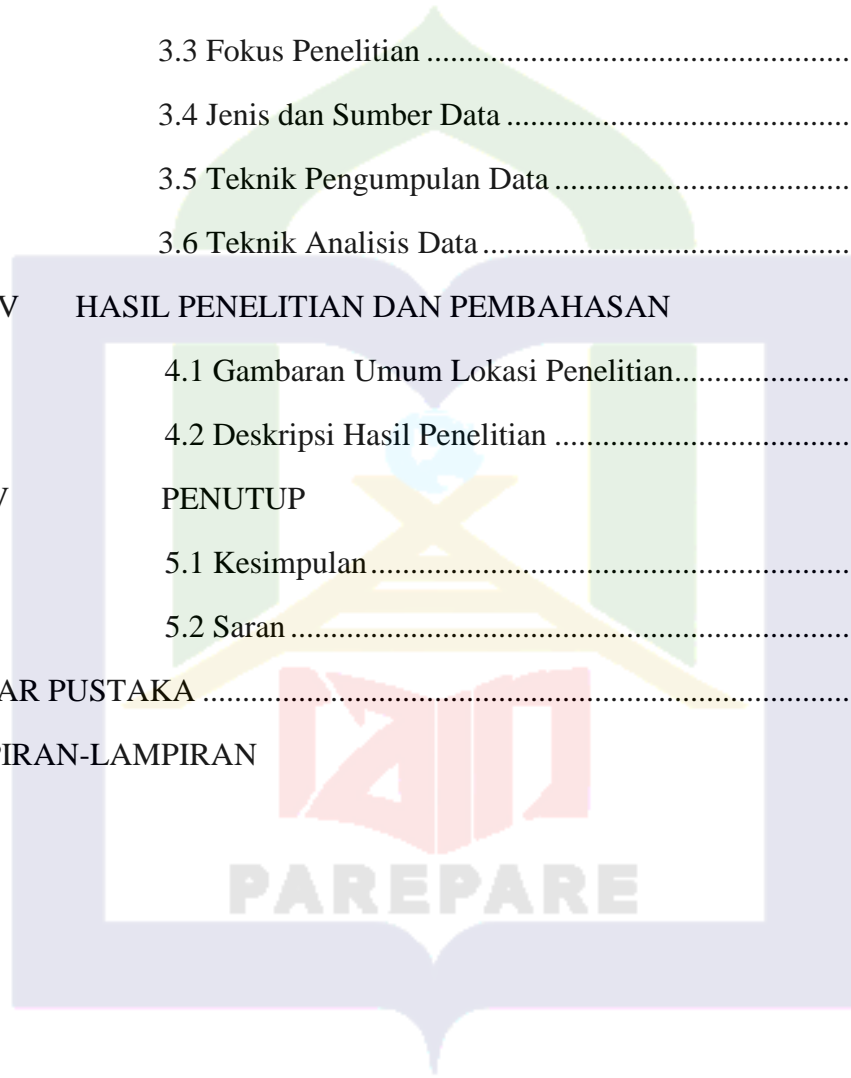 3.3 Fokus Penelitian ......................................................
3.4 Jenis dan Sumber Data ............................................
3.5 Teknik Pengumpulan Data ......................................
3.6 Teknik Analisis Data ...............................................
V HASIL PENELITIAN DAN PEMBAHASAN
4.1 Gambaran Umum Lokasi Penelitian.......................
4.2 Deskripsi Hasil Penelitian ......................................
V PENUTUP
5.1 Kesimpulan .............................................................
5.2 Saran .......................................................................
AR PUSTAKA ..................................................................................
PIRAN-LAMPIRAN
PAREPARE